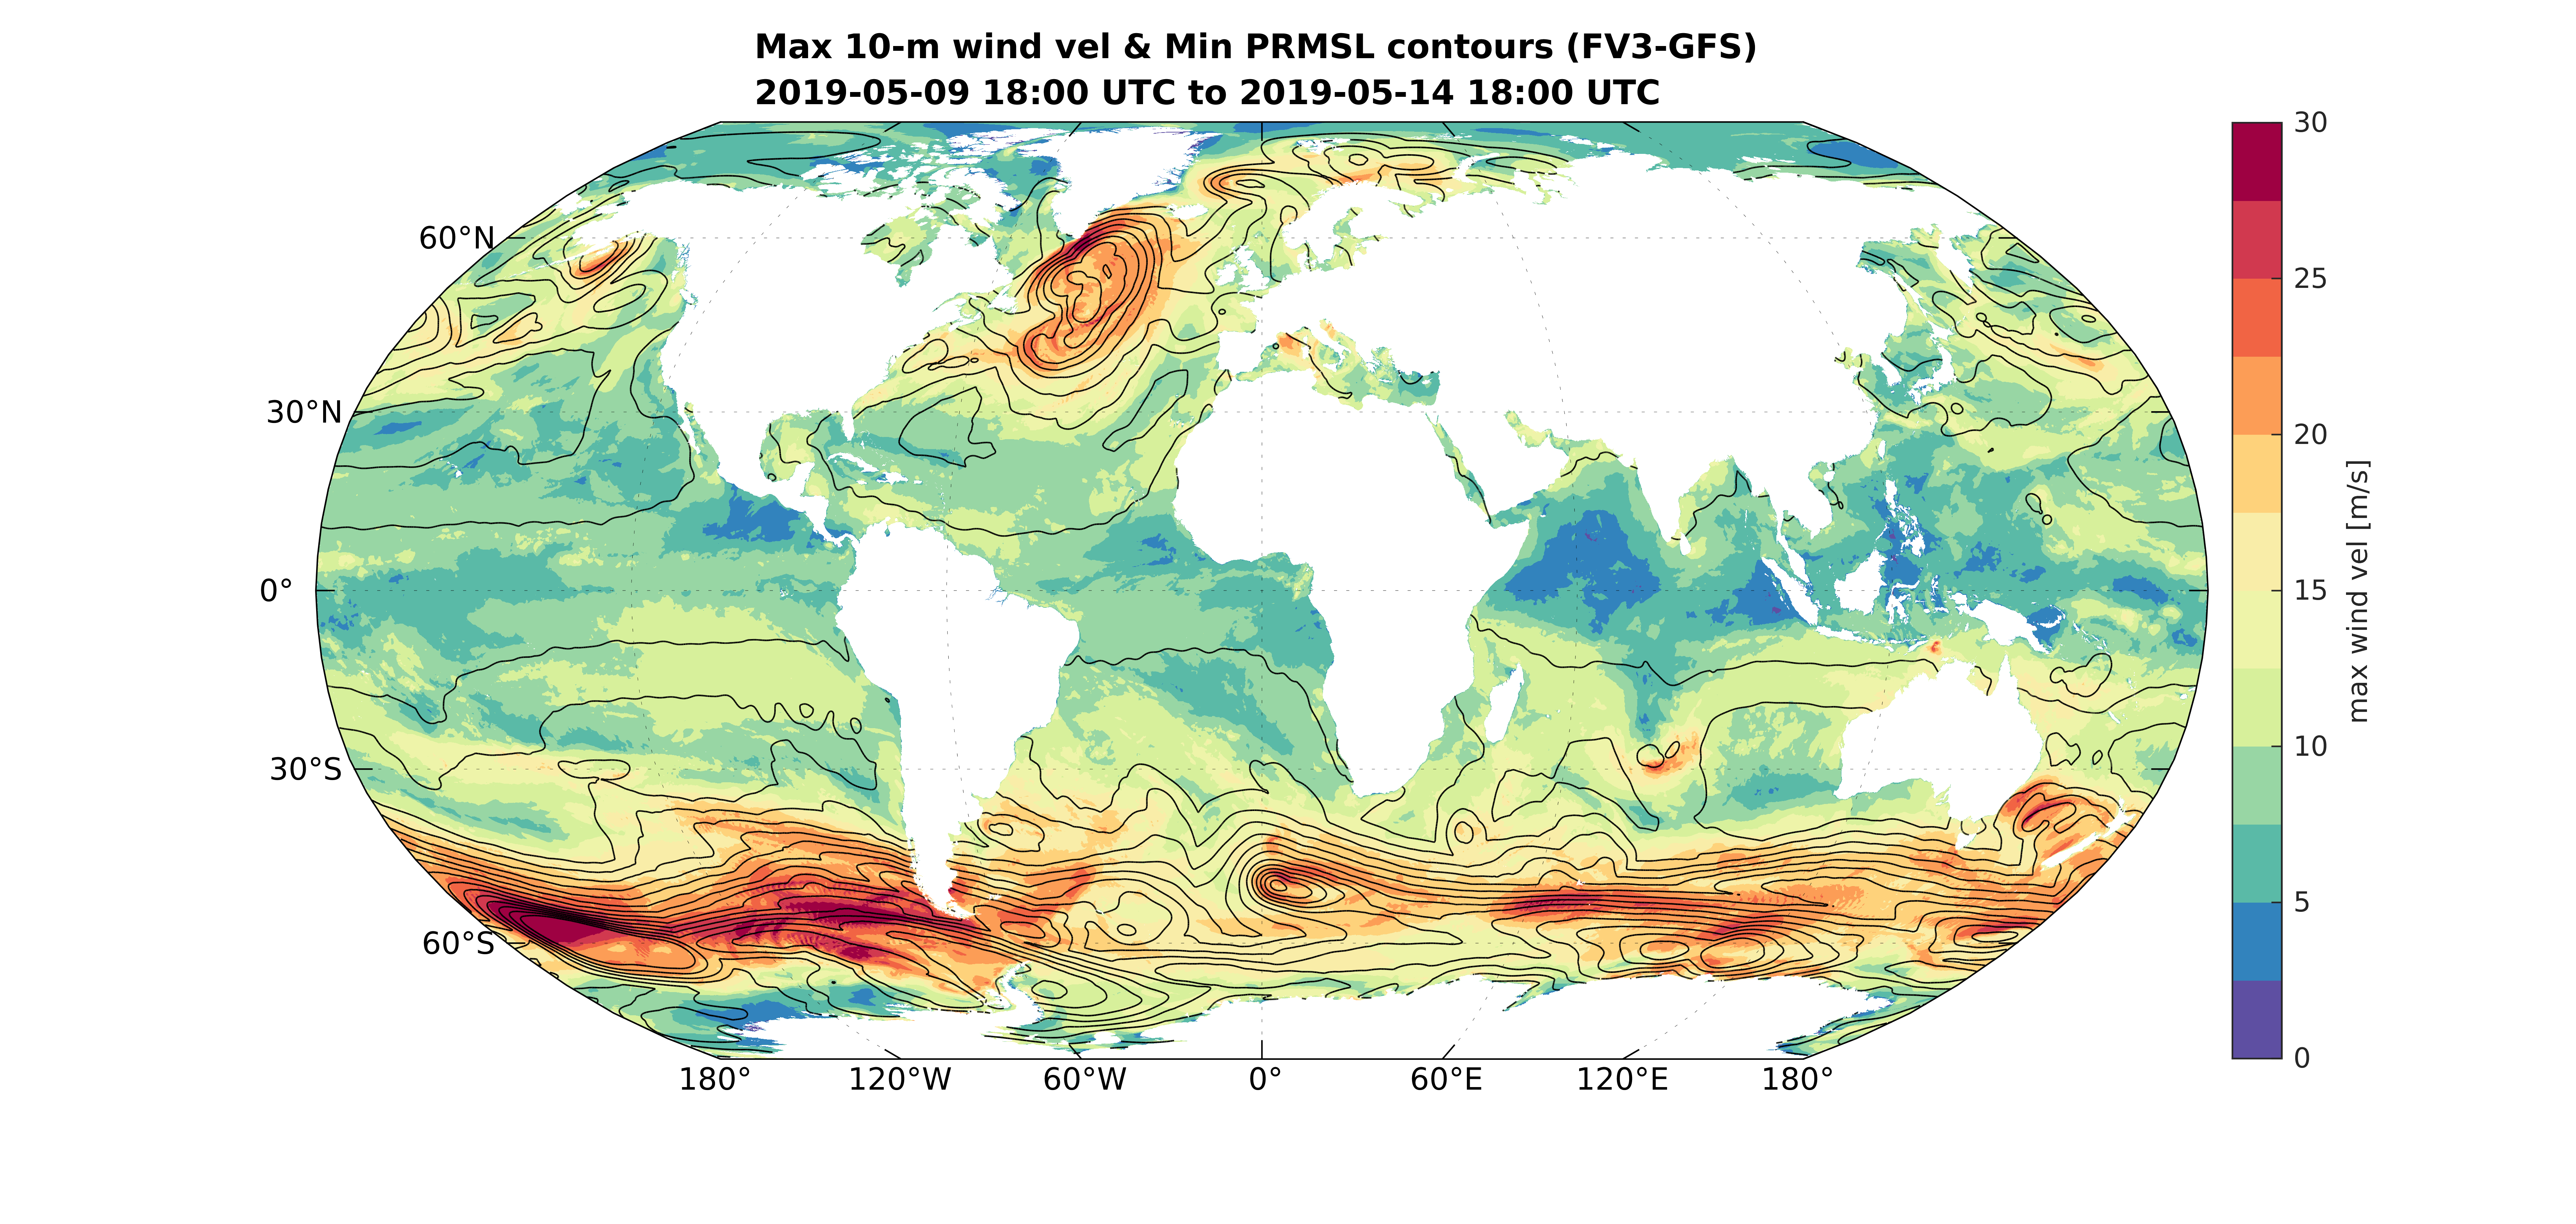 Max 10-m wind vel & Min PRMSL contours (FV3-GFS)
2019-05-09 18:00 UTC to 2019-05-14 18:00 UTC
60°N
30°N
0°
30°S
60°S
180°
120°W
60°W
0°
60°E
120°E
180°
30
25
20
15
10
5
0
max wind vel [m/s]